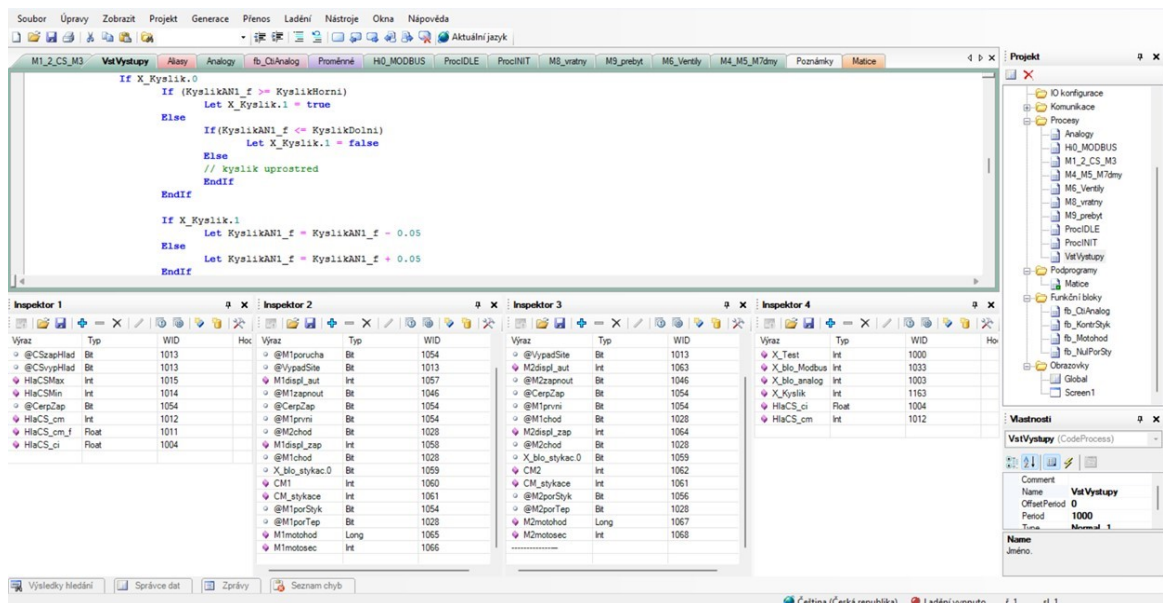 Soubor Úpravy Zobrazit Projekt Generace Přenos Ladění Nástroje Okna Nápověda
Aktuální jazyk
M1_2_CS_M3 VstVystupy Aliasy Analogy fb_CtiAnalog Proměnné Hi0_MODBUS ProcIDLE ProcINIT M8_vratny M9_prebyt M6_Ventily M4_M5_M7dmy Poznámky Matice
If X_Kyslik.0
If (KyslikAN1_f >= KyslikHorni)
Let X_Kyslik.1 = true
Else
If(KyslikAN1_f <= KyslikDolni)
Let X_Kyslik.1 = false
Else
// kyslik uprostred
EndIf
EndIf
If X_Kyslik.1
Let KyslikAN1_f = KyslikAN1_f - 0.05
Else
Let KyslikAN1_f = KyslikAN1_f + 0.05
EndIf
Inspektor 1
Výraz Typ WID Hoc
@CSzapHlad Bit 1013
@CSvypHlad Bit 1013
HlaCSMax Int 1015
HlaCSMin Int 1014
@CerpZap Bit 1054
HlaCS_cm Int 1012
HlaCS_cm_f Float 1011
HlaCS_ci Float 1004
Inspektor 2
Výraz Typ WID
@M1porucha Bit 1054
@VypadSite Bit 1013
M1displ_aut Int 1057
@M1zapnout Bit 1046
@CerpZap Bit 1054
@M1prvni Bit 1054
@M2chod Bit 1028
M1displ_zap Int 1058
@M1chod Bit 1028
X_blo_stykac.0 Bit 1059
CM1 Int 1060
CM_stykace Int 1061
@M1porStyk Bit 1054
@M1porTep Bit 1028
M1motohod Long 1065
M1motosec Int 1066
Inspektor 3
Výraz Typ WID
@VypadSite Bit 1013
M2displ_aut Int 1063
@M2zapnout Bit 1046
@CerpZap Bit 1054
@M1prvni Bit 1054
@M1chod Bit 1028
M2displ_zap Int 1064
@M2chod Bit 1028
X_blo_stykac.0 Bit 1059
CM2 Int 1062
CM_stykace Int 1061
@M2porStyk Bit 1056
@M2porTep Bit 1028
M2motohod Long 1067
M2motosec Int 1068
----------------
Inspektor 4
Výraz Typ WID Ho
X_Test Int 1000
X_blo_Modbus Int 1033
X_blo_analog Int 1003
X_Kyslik Int 1163
HlaCS_ci Float 1004
HlaCS_cm Int 1012
Projekt
IO konfigurace
Komunikace
Procesy
Analogy
Hi0_MODBUS
M1_2_CS_M3
M4_M5_M7dmy
M6_Ventily
M8_vratny
M9_prebyt
ProcIDLE
ProcINIT
VstVystupy
Podprogramy
Matice
Funkční bloky
fb_CtiAnalog
fb_KontrStyk
fb_Motohod
fb_NulPorSty
Obrazovky
Global
Screen1
Vlastnosti
VstVystupy (CodeProcess)
Comment
Name VstVystupy
OffsetPeriod 0
Period 1000
Type Normal_1
Name
Jméno.
Výsledky hledání Správce dat Zprávy Seznam chyb
Čeština (Česká republika) Ladění vypnuto ř. 1 sl. 1